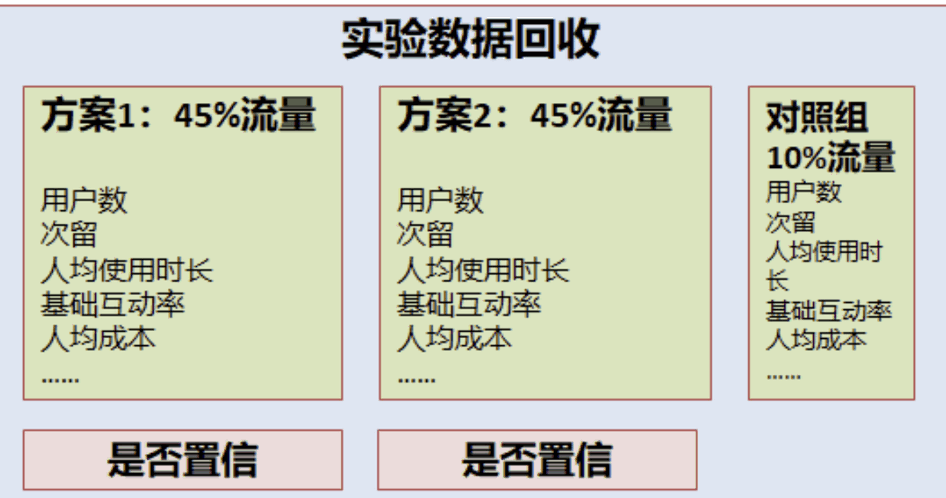 实验数据回收
方案1：45%流量
用户数
次留
人均使用时长
基础互动率
人均成本
……
方案2：45%流量
用户数
次留
人均使用时长
基础互动率
人均成本
……
对照组
10%流量
用户数
次留
人均使用时
长
基础互动率
人均成本
……
是否置信
是否置信